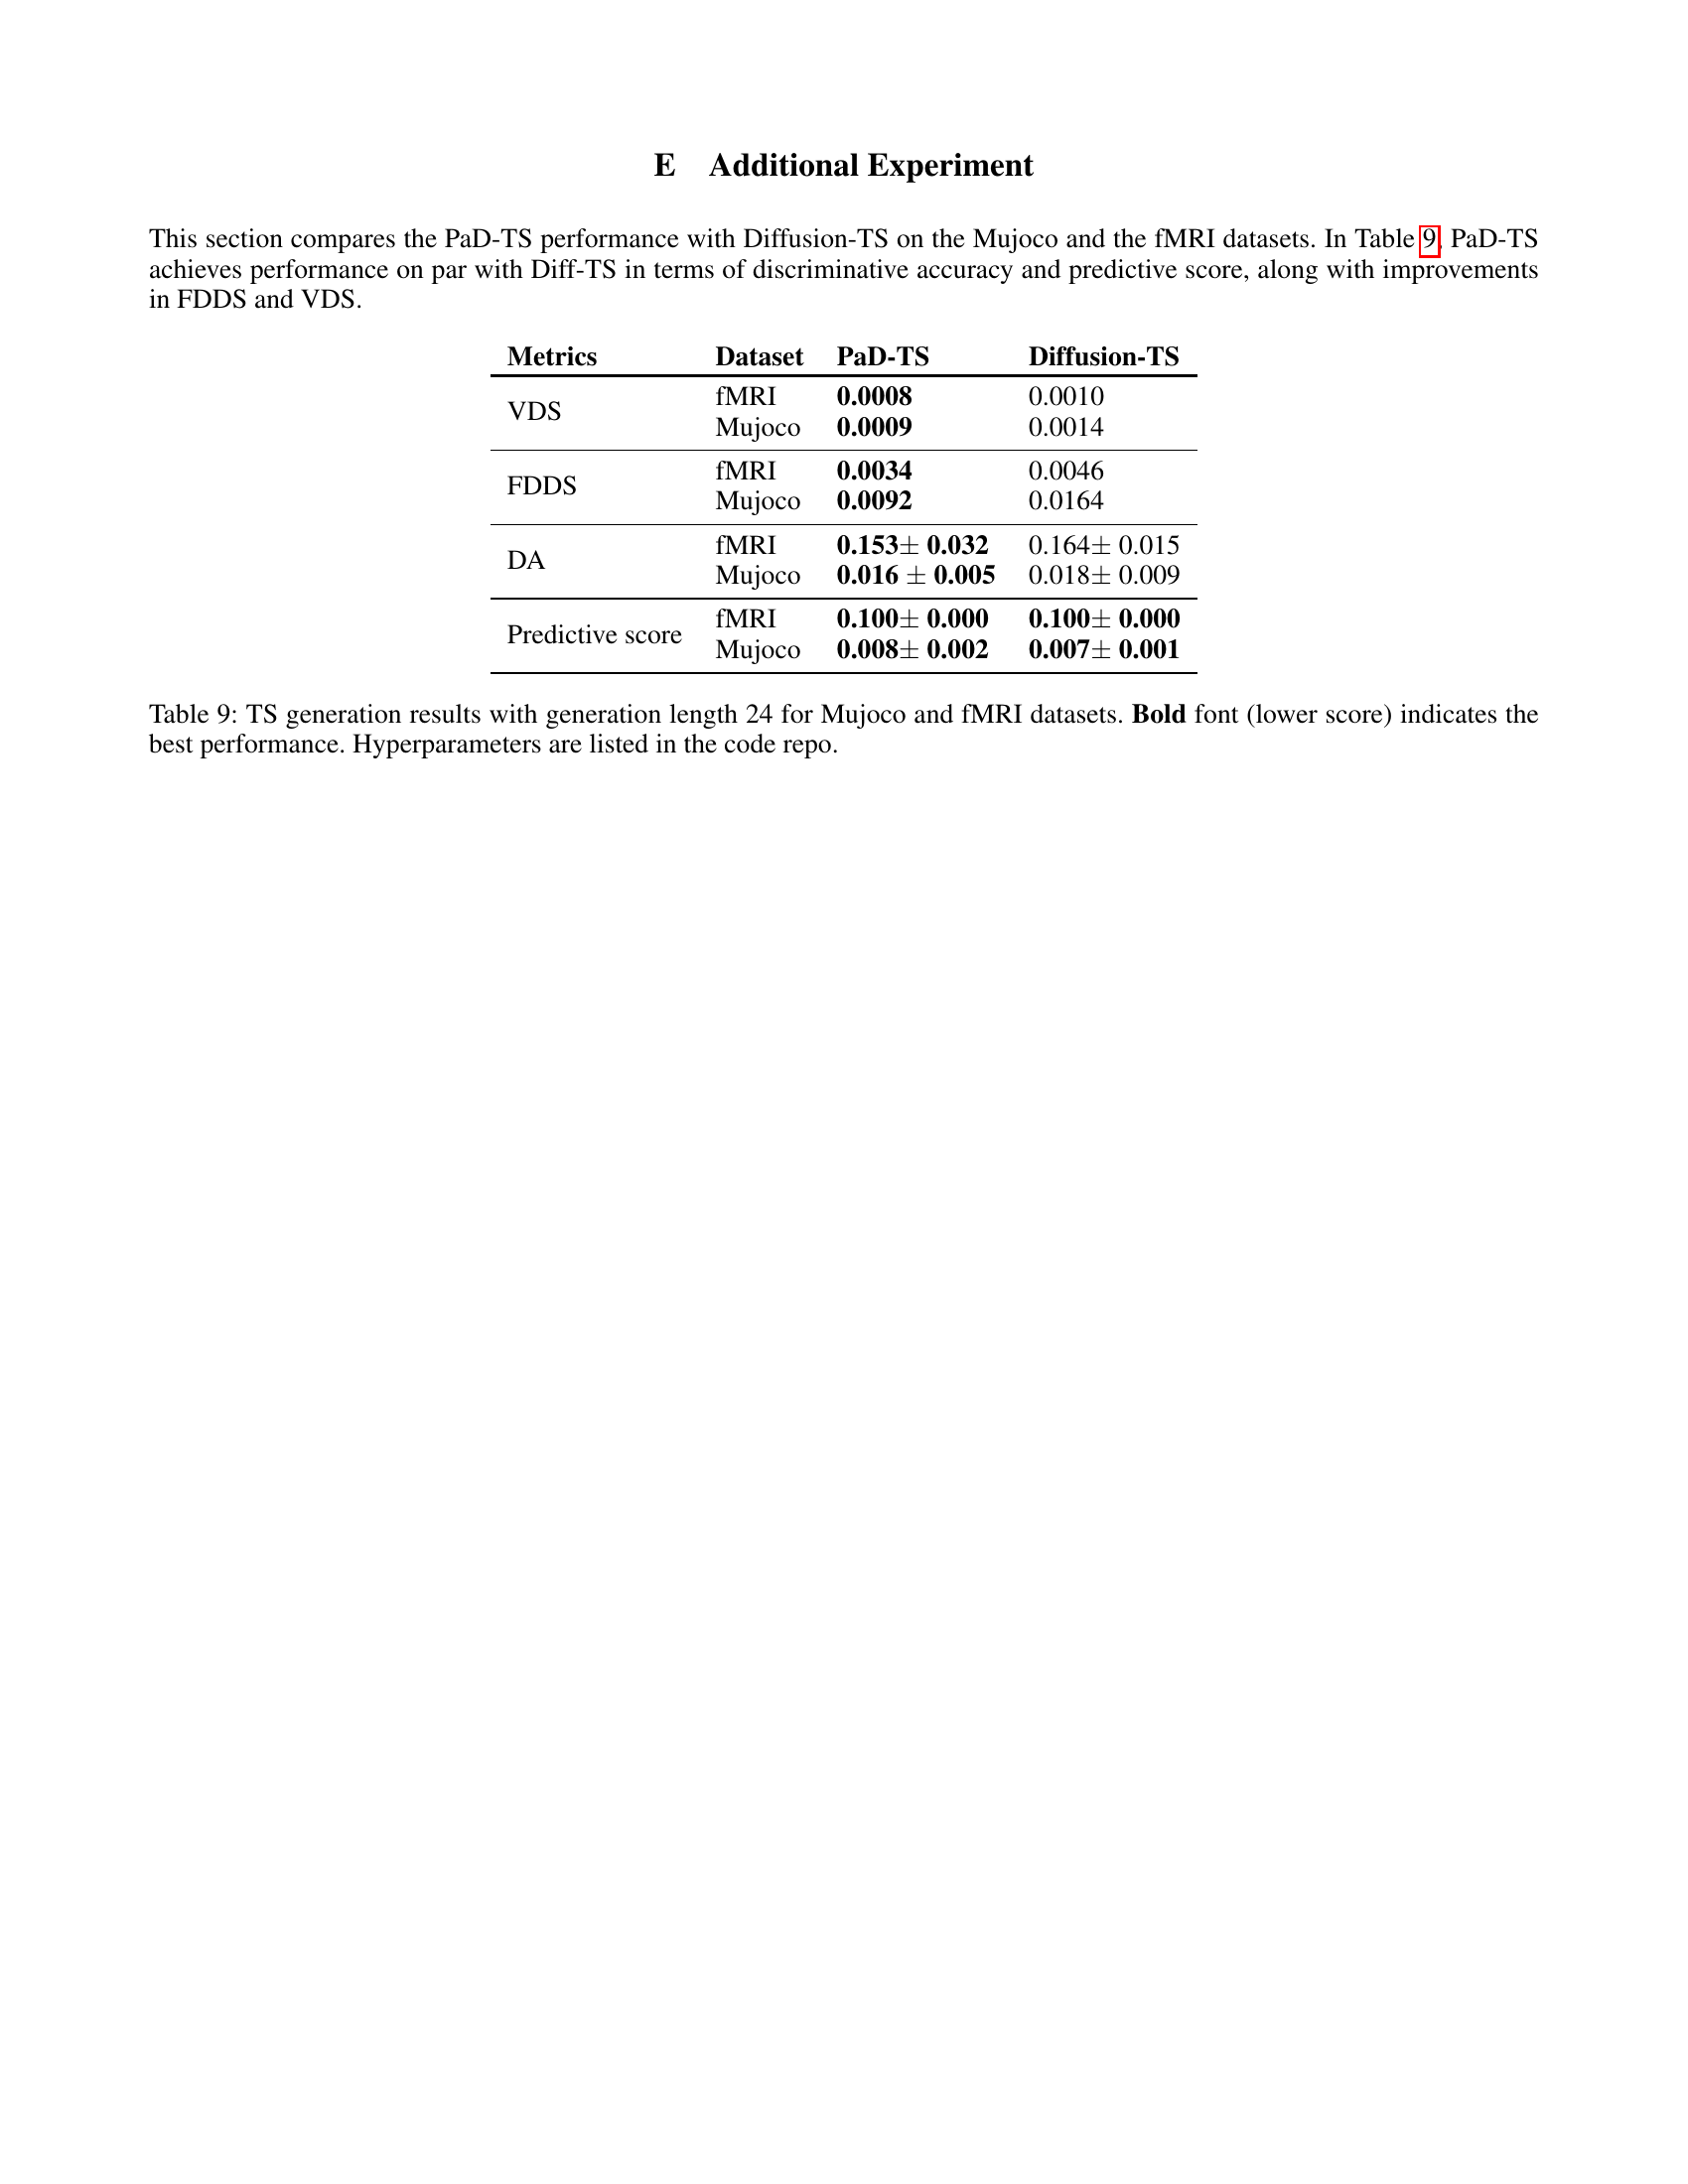 E Additional Experiment
This section compares the PaD-TS performance with Diffusion-TS on the Mujoco and the fMRI datasets. In Table 9, PaD-TS
achieves performance on par with Diff-TS in terms of discriminative accuracy and predictive score, along with improvements
in FDDS and VDS.
Metrics Dataset PaD-TS Diffusion-TS
VDS fMRI 0.0008 0.0010
Mujoco 0.0009 0.0014
FDDS fMRI 0.0034 0.0046
Mujoco 0.0092 0.0164
DA fMRI 0.153± 0.032 0.164± 0.015
Mujoco 0.016 ± 0.005 0.018± 0.009
Predictive score fMRI 0.100± 0.000 0.100± 0.000
Mujoco 0.008± 0.002 0.007± 0.001
Table 9: TS generation results with generation length 24 for Mujoco and fMRI datasets. Bold font (lower score) indicates the
best performance. Hyperparameters are listed in the code repo.